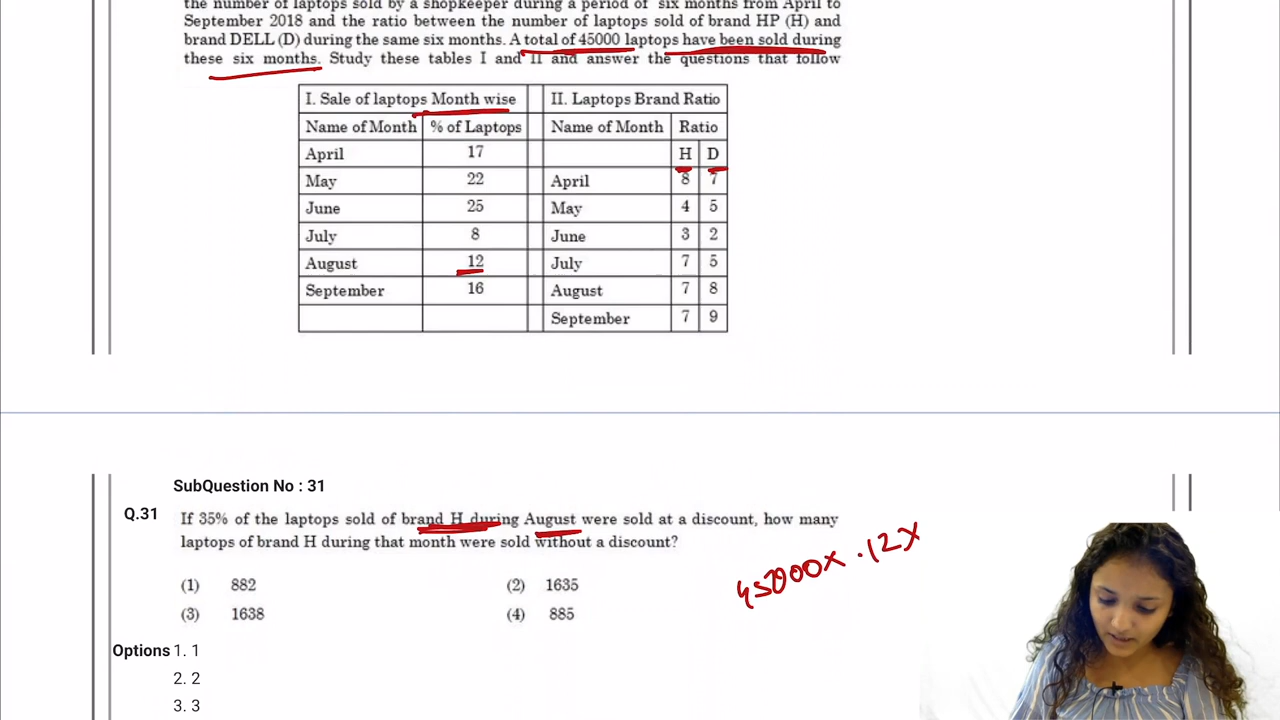 the number of laptops sold by a shopkeeper during a period of six months from April to
September 2018 and the ratio between the number of laptops sold of brand HP (H) and
brand DELL (D) during the same six months. A total of 45000 laptops have been sold during
these six months. Study these tables I and II and answer the questions that follow
I. Sale of laptops Month wise II. Laptops Brand Ratio
Name of Month % of Laptops Name of Month Ratio
April 17 H D
May 22 April 8 7
June 25 May 4 5
July 8 June 3 2
August 12 July 7 5
September 16 August 7 8
September 7 9
SubQuestion No : 31
Q.31 If 35% of the laptops sold of brand H during August were sold at a discount, how many
laptops of brand H during that month were sold without a discount?
45000x .12x
(1) 882 (2) 1635
(3) 1638 (4) 885
Options 1. 1
2. 2
3. 3